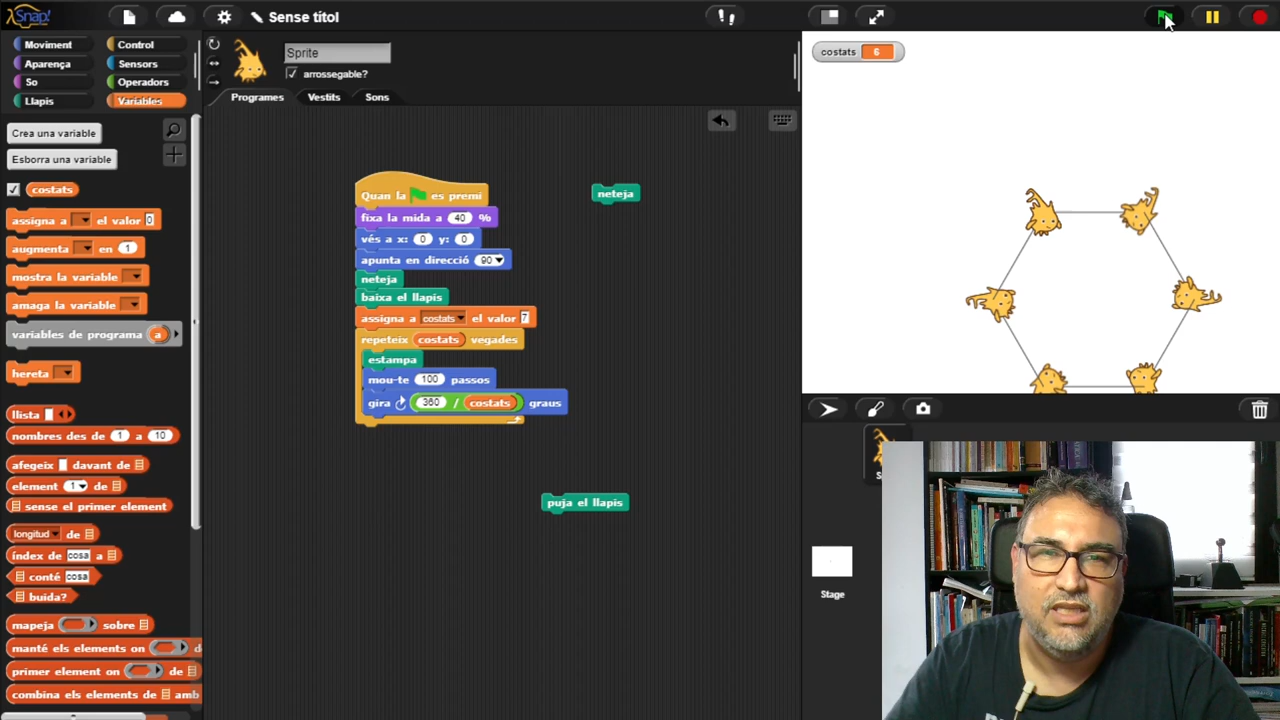 Snap!
Sense títol
Moviment
Control
Aparença
Sensors
So
Operadors
Llapis
Variables
Crea una variable
Esborra una variable
costats
assigna a el valor 0
augmenta en 1
mostra la variable
amaga la variable
variables de programa a
hereta
llista
nombres des de 1 a 10
afegeix davant de
element 1 de
sense el primer element
longitud de
índex de cosa a
conté cosa
buida?
mapeja sobre
manté els elements on d
primer element on de
combina els elements de amb
Sprite
arrossegable?
Programes
Vestits
Sons
Quan la es premi
fixa la mida a 40 %
vés a x: 0 y: 0
apunta en direcció 90
neteja
baixa el llapis
assigna a costats el valor 7
repeteix costats vegades
estampa
mou-te 100 passos
gira 360 / costats graus
neteja
puja el llapis
costats 6
S
Stage